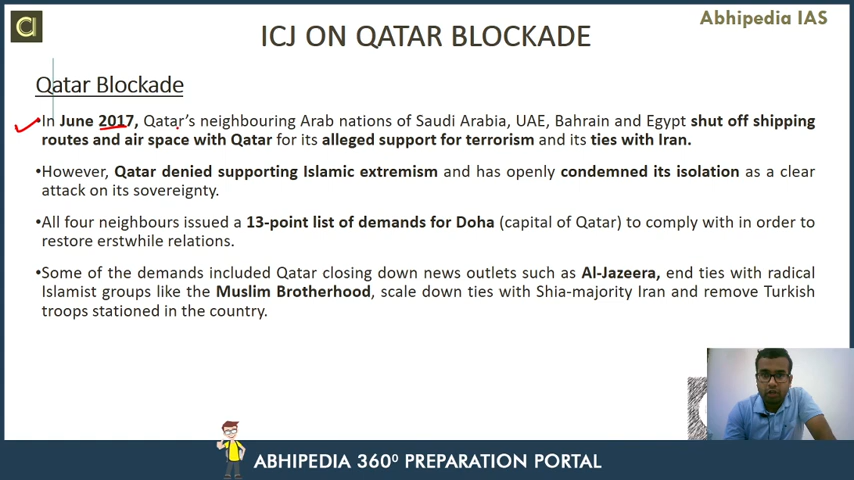 Abhipedia IAS
ICJ ON QATAR BLOCKADE
Qatar Blockade
•In June 2017, Qatar's neighbouring Arab nations of Saudi Arabia, UAE, Bahrain and Egypt shut off shipping
routes and air space with Qatar for its alleged support for terrorism and its ties with Iran.
•However, Qatar denied supporting Islamic extremism and has openly condemned its isolation as a clear
attack on its sovereignty.
•All four neighbours issued a 13-point list of demands for Doha (capital of Qatar) to comply with in order to
restore erstwhile relations.
•Some of the demands included Qatar closing down news outlets such as Al-Jazeera, end ties with radical
Islamist groups like the Muslim Brotherhood, scale down ties with Shia-majority Iran and remove Turkish
troops stationed in the country.
ABHIPEDIA 360⁰ PREPARATION PORTAL